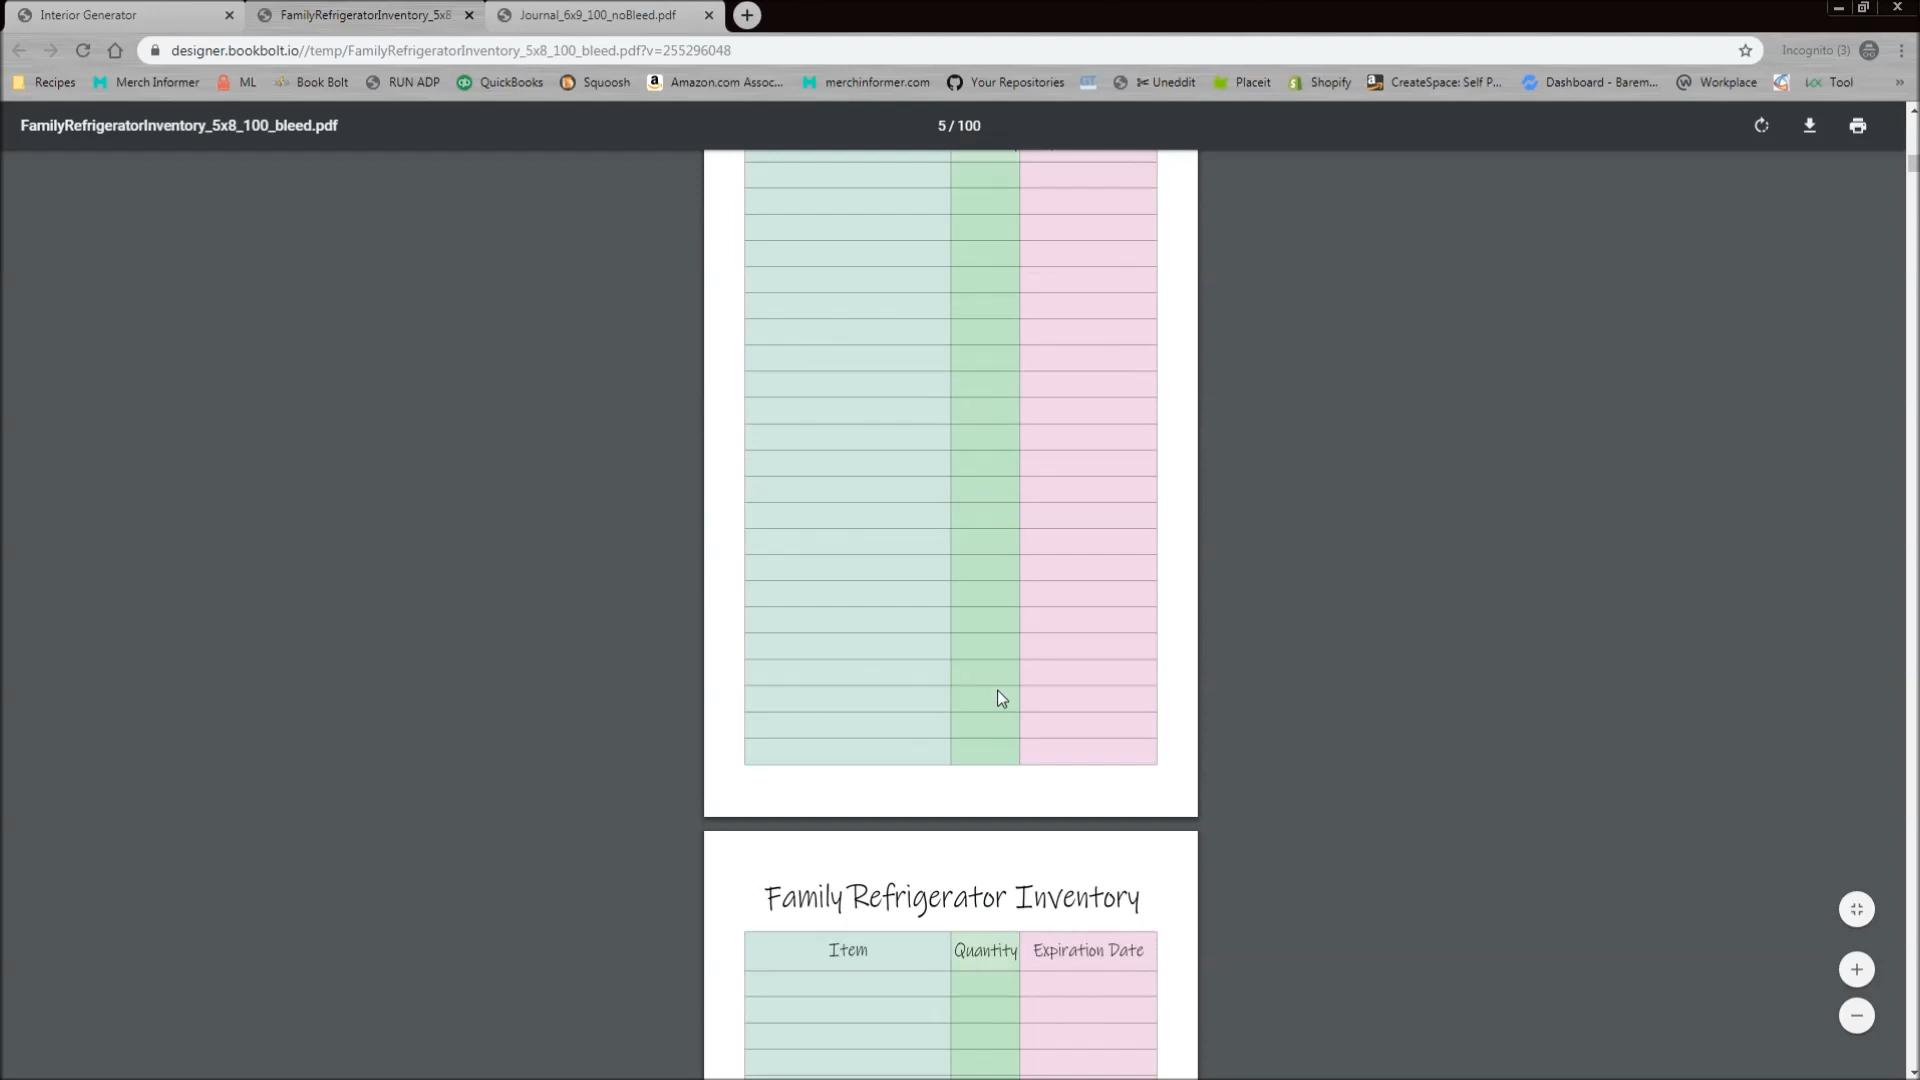 Interior Generator
FamilyRefrigeratorInventory_5x8
Journal_6x9_100_noBleed.pdf
designer.bookbolt.io//temp/FamilyRefrigeratorInventory_5x8_100_bleed.pdf?v=255296048
Incognito (3)
Recipes
Merch Informer
ML
Book Bolt
RUN ADP
QuickBooks
Squoosh
Amazon.com Assoc...
merchinformer.com
Your Repositories
GT
Uneddit
Placeit
Shopify
CreateSpace: Self P...
Dashboard - Barem...
Workplace
Tool
»
FamilyRefrigeratorInventory_5x8_100_bleed.pdf
5 / 100
Family Refrigerator Inventory
Item Quantity Expiration Date